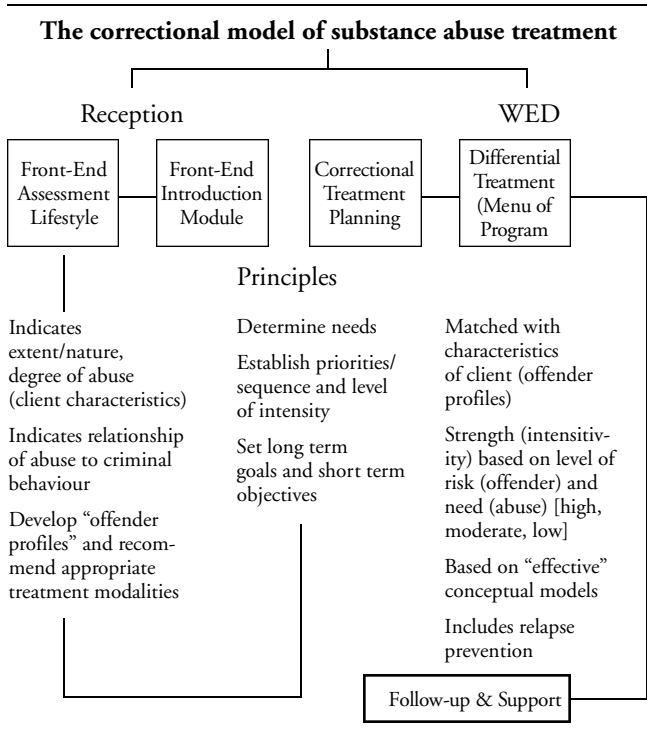 The correctional model of substance abuse treatment
Reception
WED
Front-End
Assessment
Lifestyle
Front-End
Introduction
Module
Correctional
Treatment
Planning
Differential
Treatment
(Menu of
Program
Principles
Indicates
extent/nature,
degree of abuse
(client characteristics)
Indicates relationship
of abuse to criminal
behaviour
Develop “offender
profiles” and recom-
mend appropriate
treatment modalities
Determine needs
Establish priorities/
sequence and level
of intensity
Set long term
goals and short term
objectives
Matched with
characteristics
of client (offender
profiles)
Strength (intensitiv-
ity) based on level of
risk (offender) and
need (abuse) [high,
moderate, low]
Based on “effective”
conceptual models
Includes relapse
prevention
Follow-up & Support